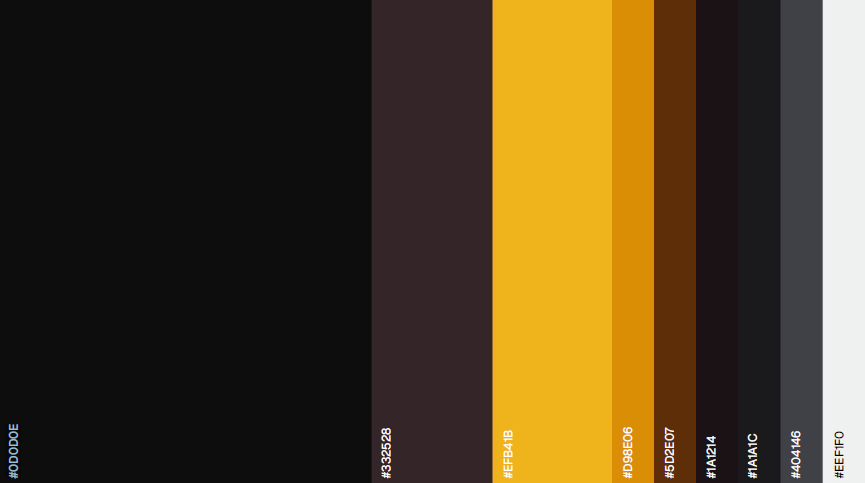 #0D0D0E
#332528
#EFB41B
#D98E06
#5D2E07
#1A1214
#1A1A1C
#404146
#EEF1F0